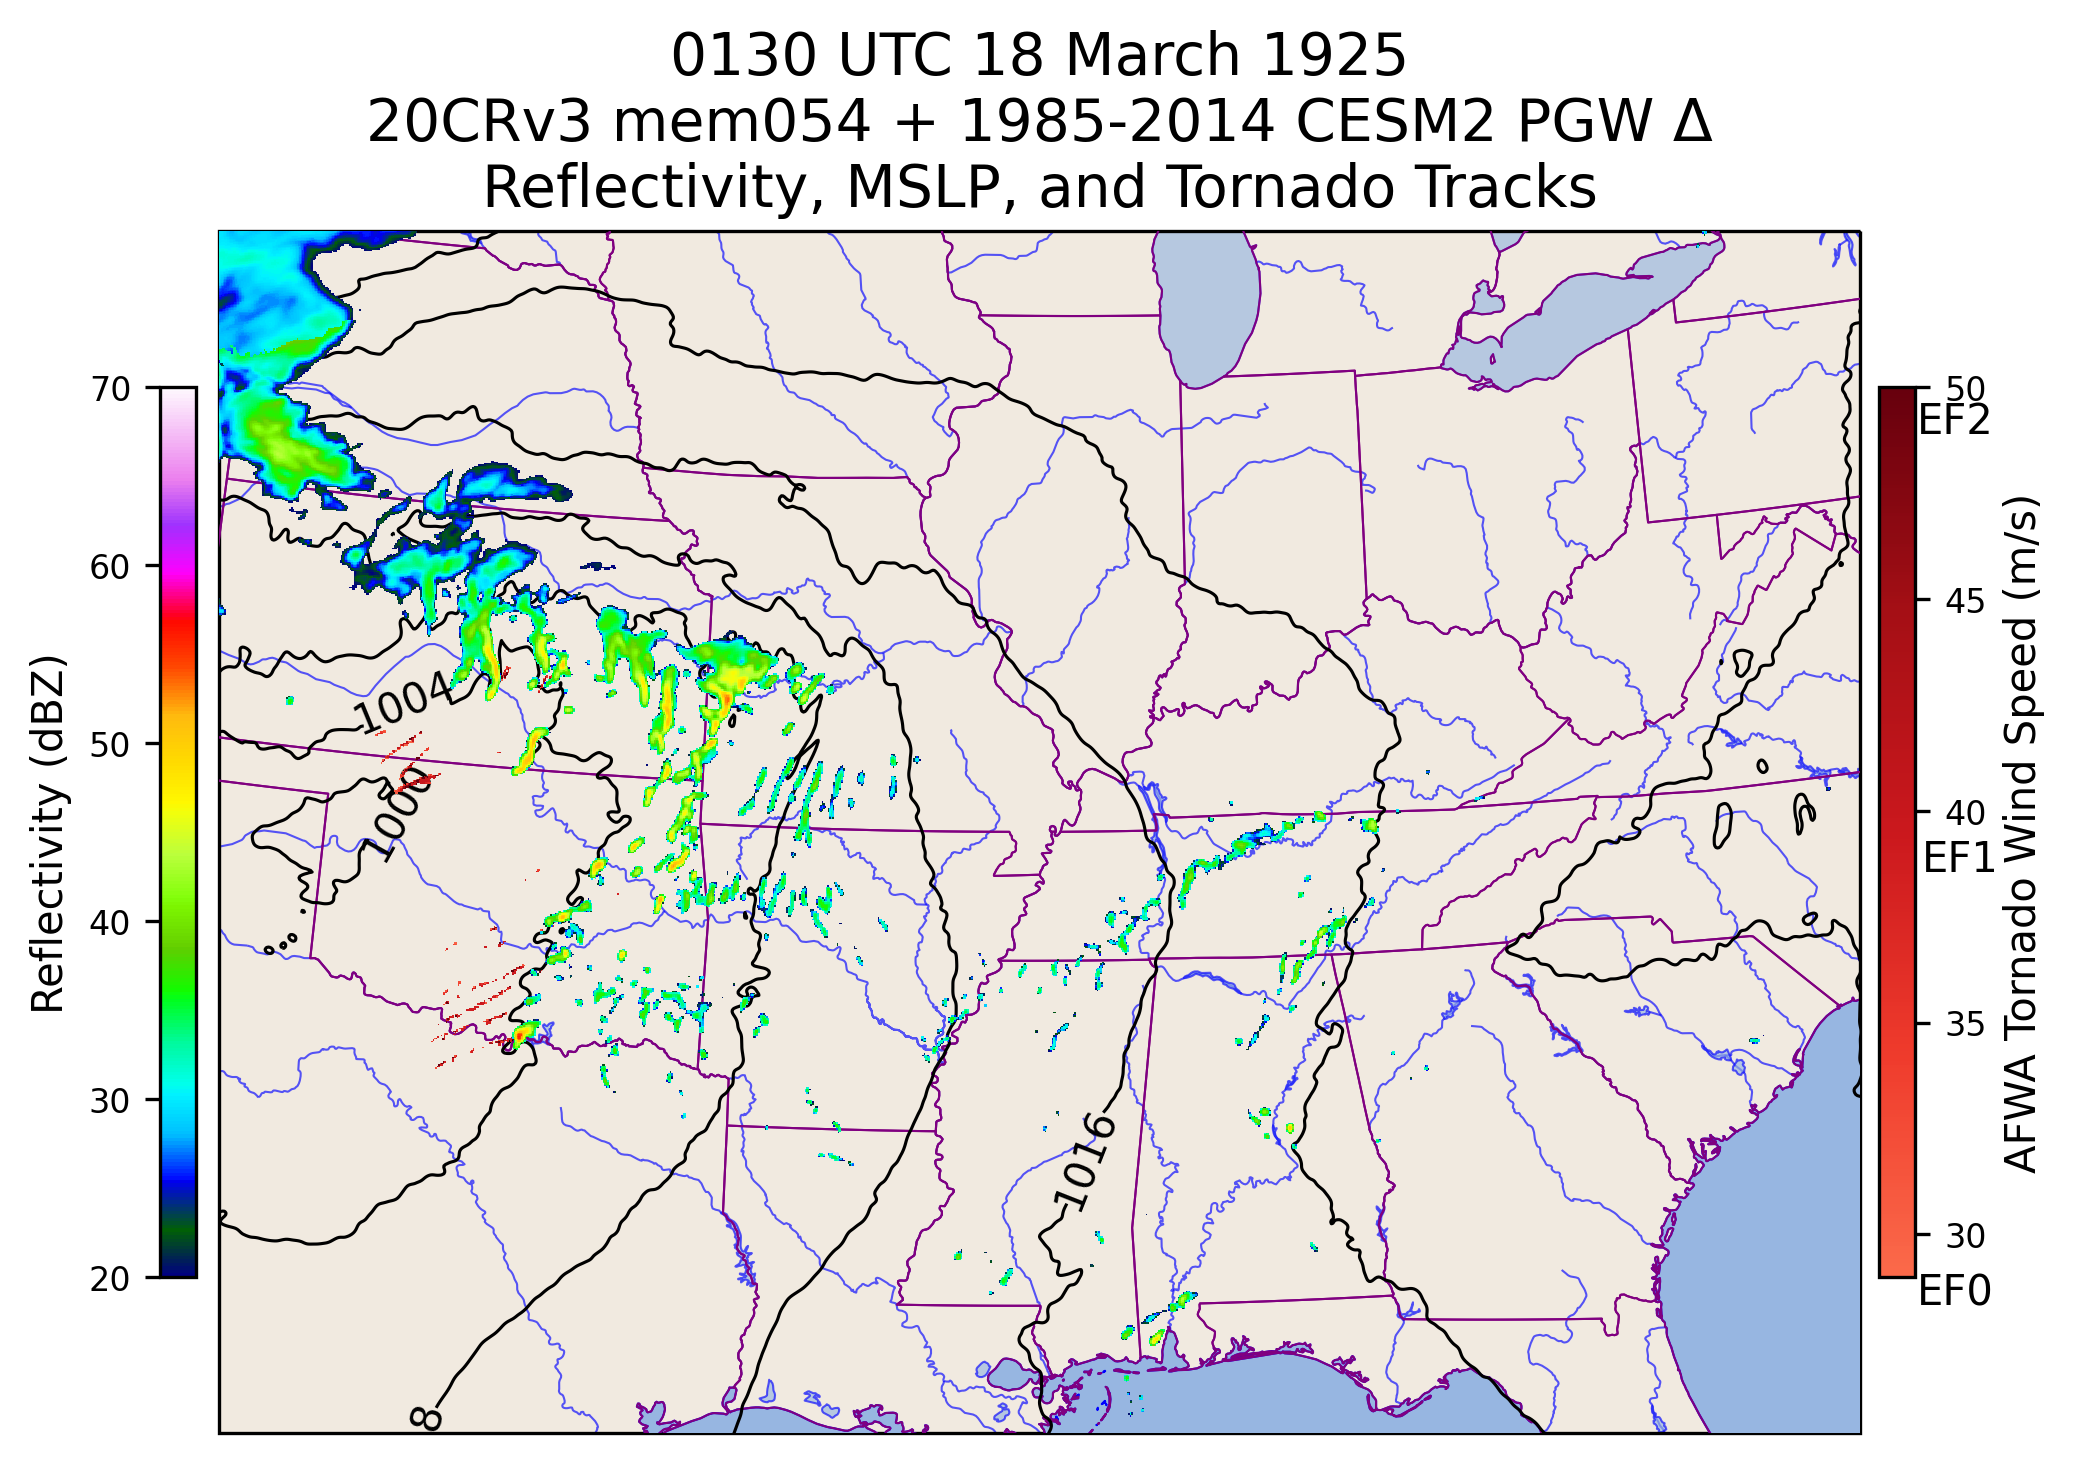 0130 UTC 18 March 1925
20CRv3 mem054 + 1985-2014 CESM2 PGW Δ
Reflectivity, MSLP, and Tornado Tracks
70
60
50
40
30
20
Reflectivity (dBZ)
1004
1000
1016
8
50
EF2
45
40
EF1
35
30
EF0
AFWA Tornado Wind Speed (m/s)